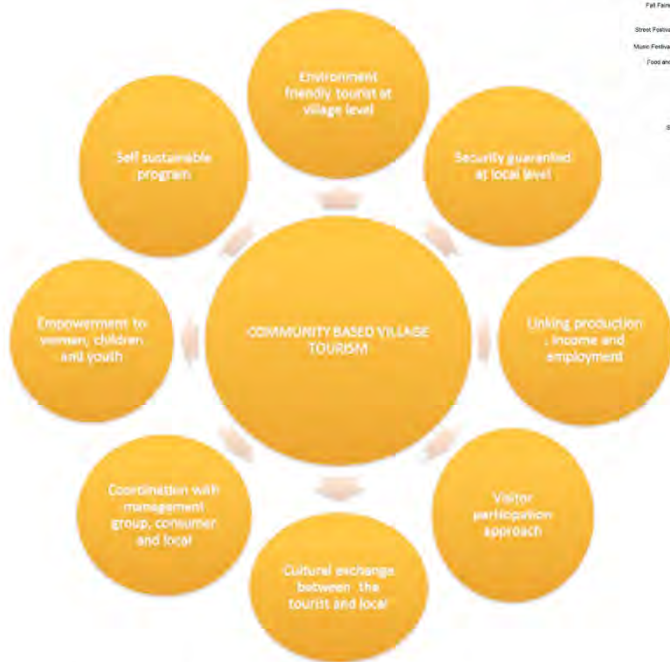 Environment
friendly tourist at
village level
Security guaranted
at local level
Linking production
, income and
employment
Visitor
participation
approach
Cultural exchange
between the
tourist and local
Coordination with
management
group, consumer
and local
Empowerment to
women, children
and youth
Self sustainable
program
COMMUNITY BASED VILLAGE
TOURISM
Street Festiva
Music Festiva
Food and